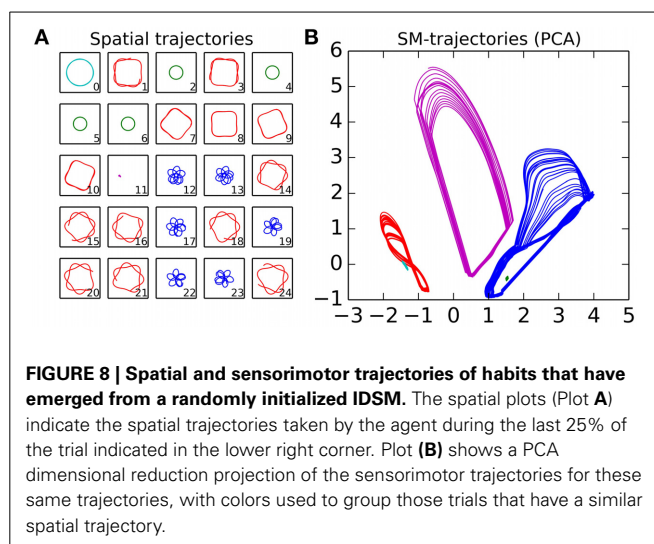 A
Spatial trajectories
0 1 2 3 4
5 6 7 8 9
10 11 12 13 14
15 16 17 18 19
20 21 22 23 24
B
SM-trajectories (PCA)
6
5
4
3
2
1
0
−1
−3 −2 −1 0 1 2 3 4 5
FIGURE 8 | Spatial and sensorimotor trajectories of habits that have
emerged from a randomly initialized IDSM. The spatial plots (Plot A)
indicate the spatial trajectories taken by the agent during the last 25% of
the trial indicated in the lower right corner. Plot (B) shows a PCA
dimensional reduction projection of the sensorimotor trajectories for these
same trajectories, with colors used to group those trials that have a similar
spatial trajectory.